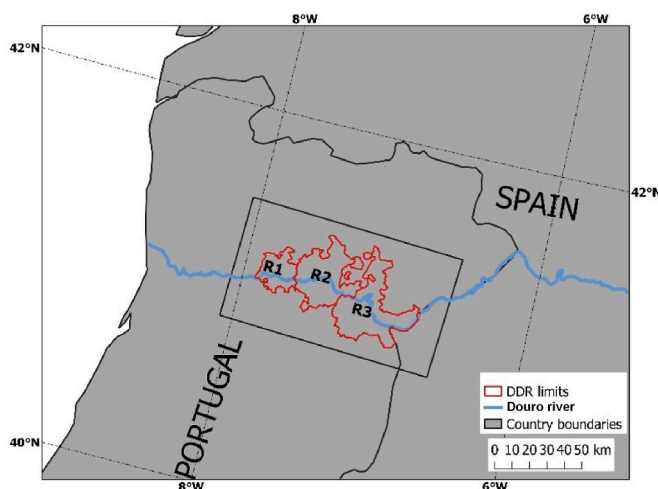 8°W
6°W
42°N
42°N
SPAIN
R1
R2
R3
PORTUGAL
DDR limits
Douro river
Country boundaries
0 10 20 30 40 50 km
40°N
8°W
6°W